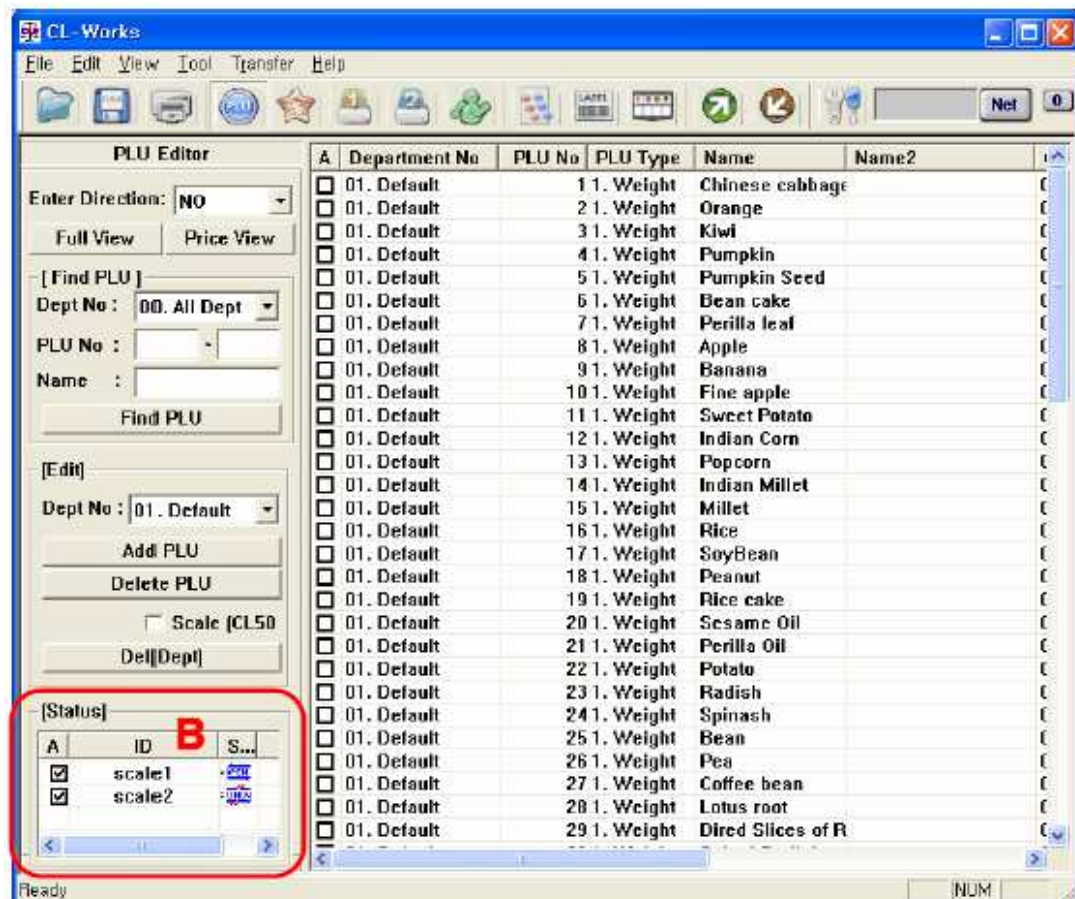 CL-Works
File Edit View Tool Transfer Help
PLU LABEL Net 0
PLU Editor
Enter Direction: NO
Full View Price View
[ Find PLU ]
Dept No : 00. All Dept
PLU No : -
Name :
Find PLU
[Edit]
Dept No : 01. Default
Add PLU
Delete PLU
Scale (CL50
Del(Dept)
[Status]
B
A ID S...
scale1
scale2
A Department No PLU No PLU Type Name Name2
01. Default 1 1. Weight Chinese cabbage
01. Default 2 1. Weight Orange
01. Default 3 1. Weight Kiwi
01. Default 4 1. Weight Pumpkin
01. Default 5 1. Weight Pumpkin Seed
01. Default 6 1. Weight Bean cake
01. Default 7 1. Weight Perilla leaf
01. Default 8 1. Weight Apple
01. Default 9 1. Weight Banana
01. Default 10 1. Weight Fine apple
01. Default 11 1. Weight Sweet Potato
01. Default 12 1. Weight Indian Corn
01. Default 13 1. Weight Popcorn
01. Default 14 1. Weight Indian Millet
01. Default 15 1. Weight Millet
01. Default 16 1. Weight Rice
01. Default 17 1. Weight SoyBean
01. Default 18 1. Weight Peanut
01. Default 19 1. Weight Rice cake
01. Default 20 1. Weight Sesame Oil
01. Default 21 1. Weight Perilla Oil
01. Default 22 1. Weight Potato
01. Default 23 1. Weight Radish
01. Default 24 1. Weight Spinash
01. Default 25 1. Weight Bean
01. Default 26 1. Weight Pea
01. Default 27 1. Weight Coffee bean
01. Default 28 1. Weight Lotus root
01. Default 29 1. Weight Dired Slices of R
Ready NUM